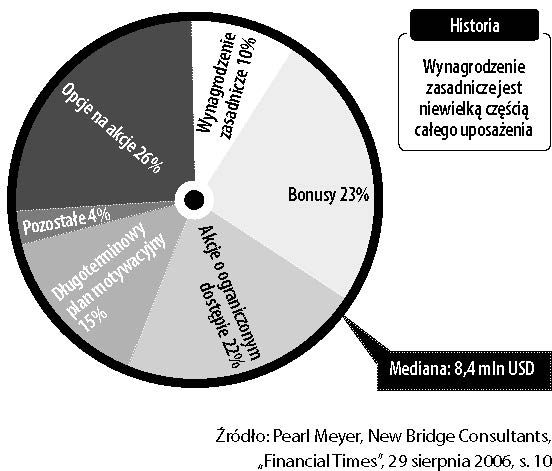 Historia
Wynagrodzenie
zasadnicze jest
niewielką częścią
całego uposażenia
Wynagrodzenie
zasadnicze 10%
Bonusy 23%
Akcje o ograniczonym
dostępie 22%
Długoterminowy
plan motywacyjny
15%
Pozostałe 4%
Opcje na akcje 26%
Mediana: 8,4 mln USD
Źródło: Pearl Meyer, New Bridge Consultants,
„Financial Times”, 29 sierpnia 2006, s. 10